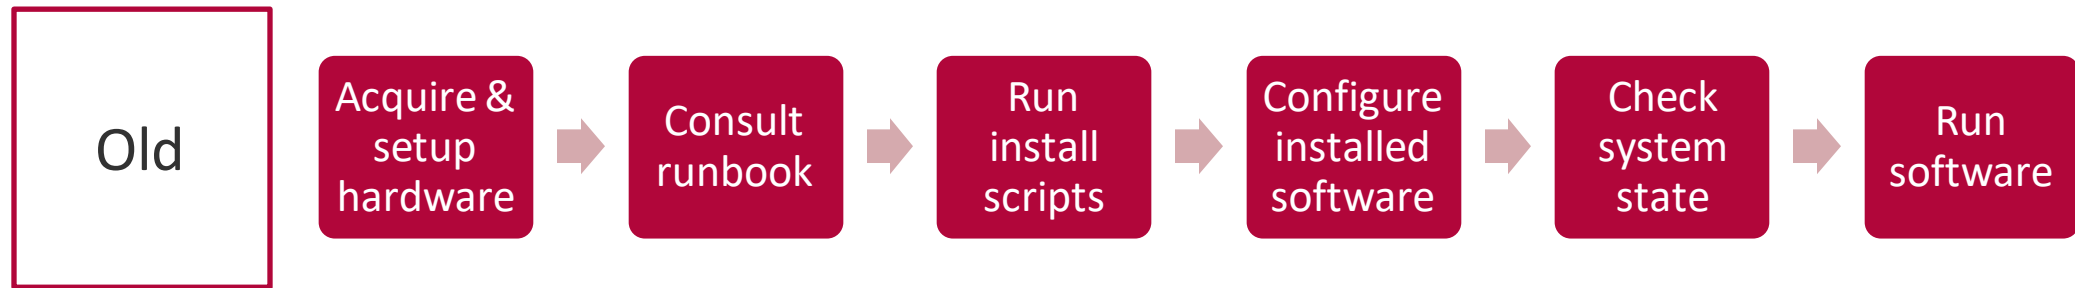 Old
Acquire &
setup
hardware
Consult
runbook
Run
install
scripts
Configure
installed
software
Check
system
state
Run
software